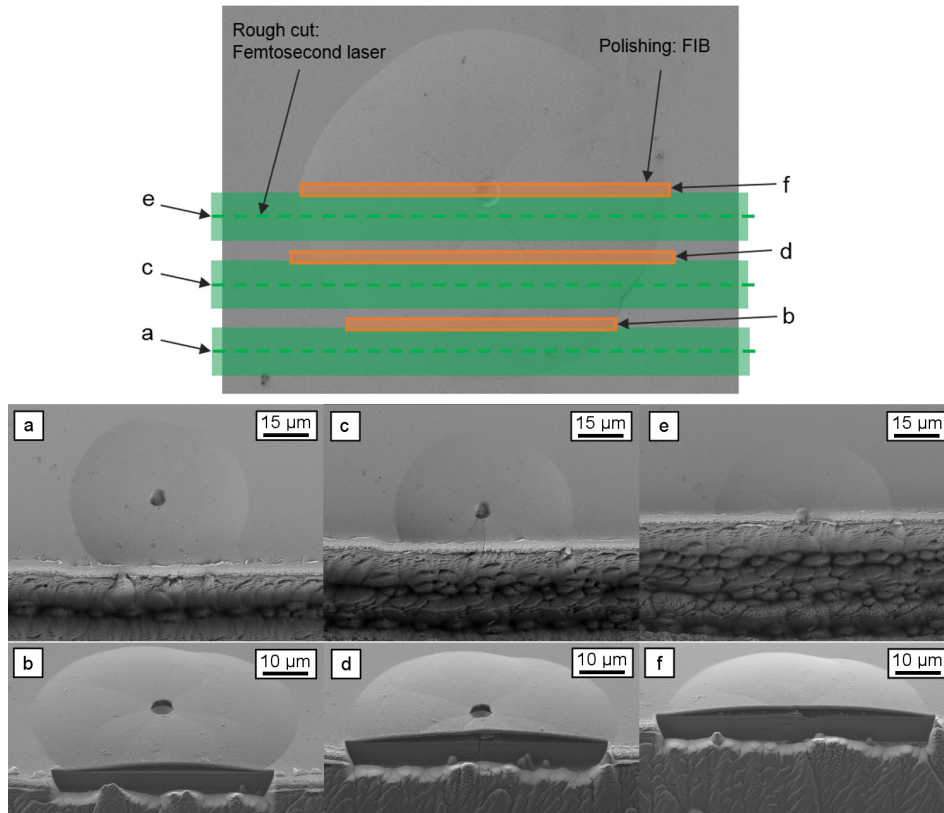 Rough cut:
Femtosecond laser
Polishing: FIB
e
f
c
d
a
b
a
15 µm
c
15 µm
e
15 µm
b
10 µm
d
10 µm
f
10 µm